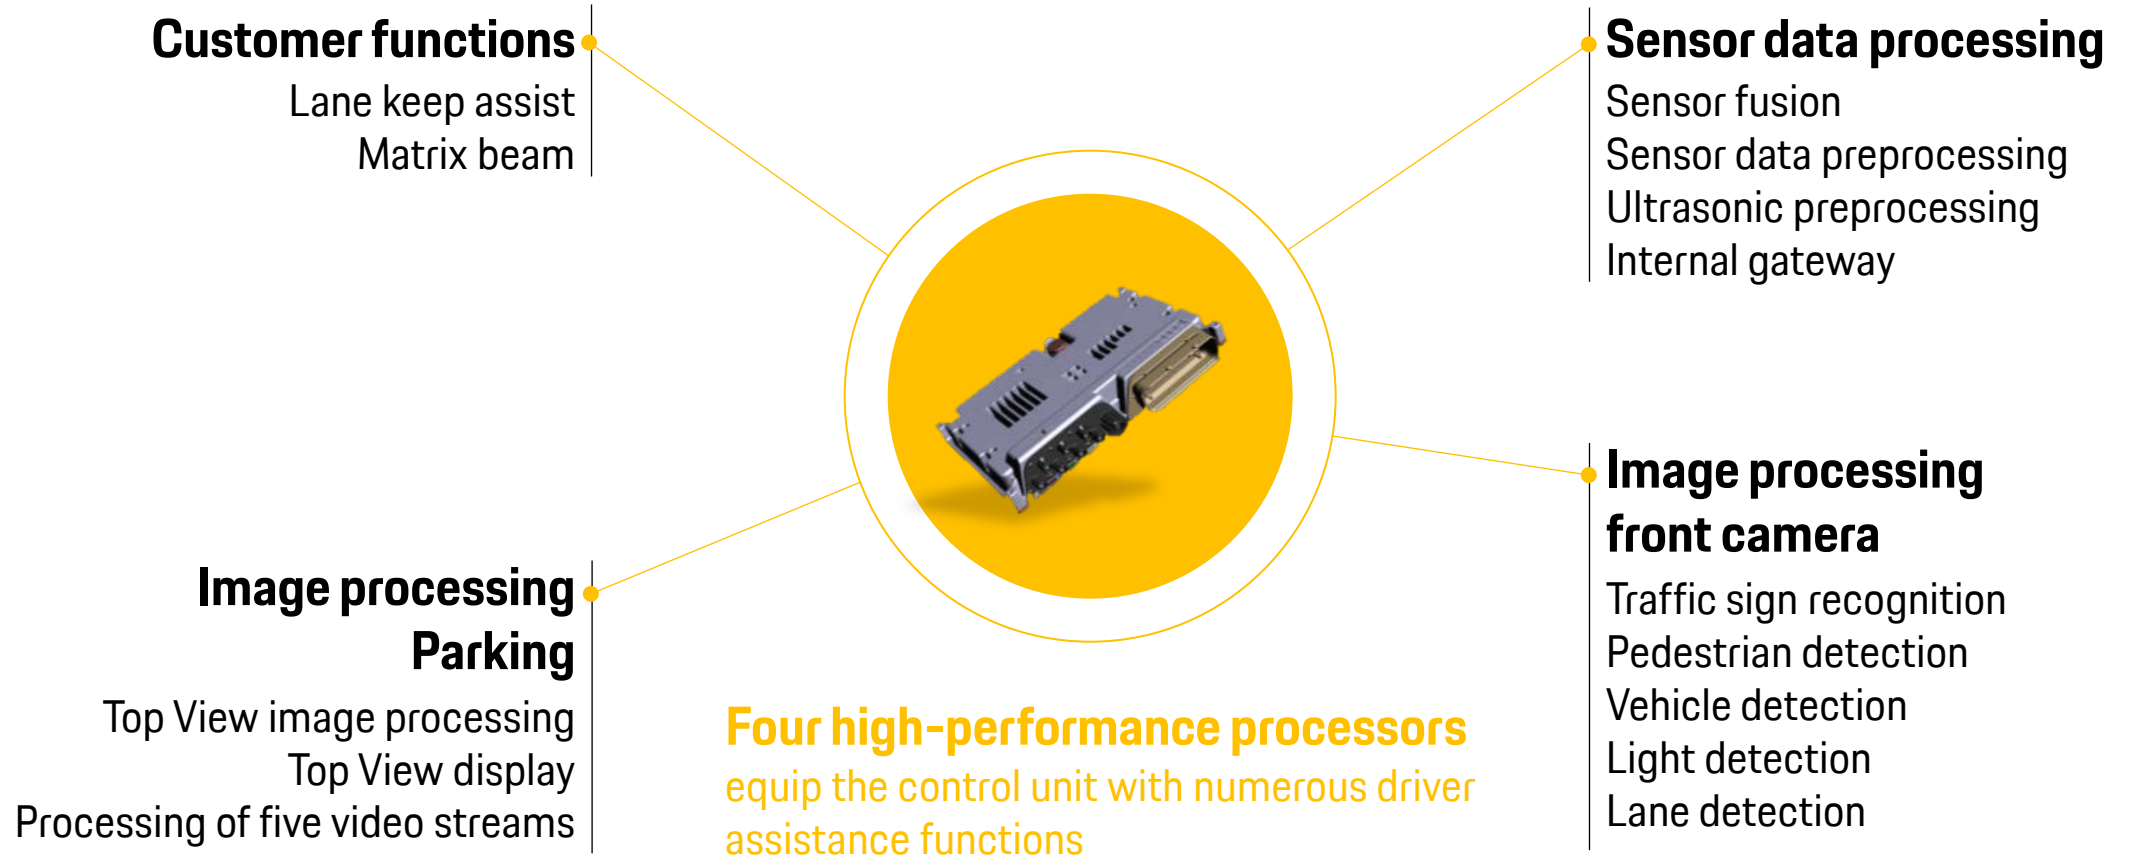 Customer functions
Lane keep assist
Matrix beam
Sensor data processing
Sensor fusion
Sensor data preprocessing
Ultrasonic preprocessing
Internal gateway
Image processing
Parking
Top View image processing
Top View display
Processing of five video streams
Four high-performance processors
equip the control unit with numerous driver
assistance functions
Image processing
front camera
Traffic sign recognition
Pedestrian detection
Vehicle detection
Light detection
Lane detection